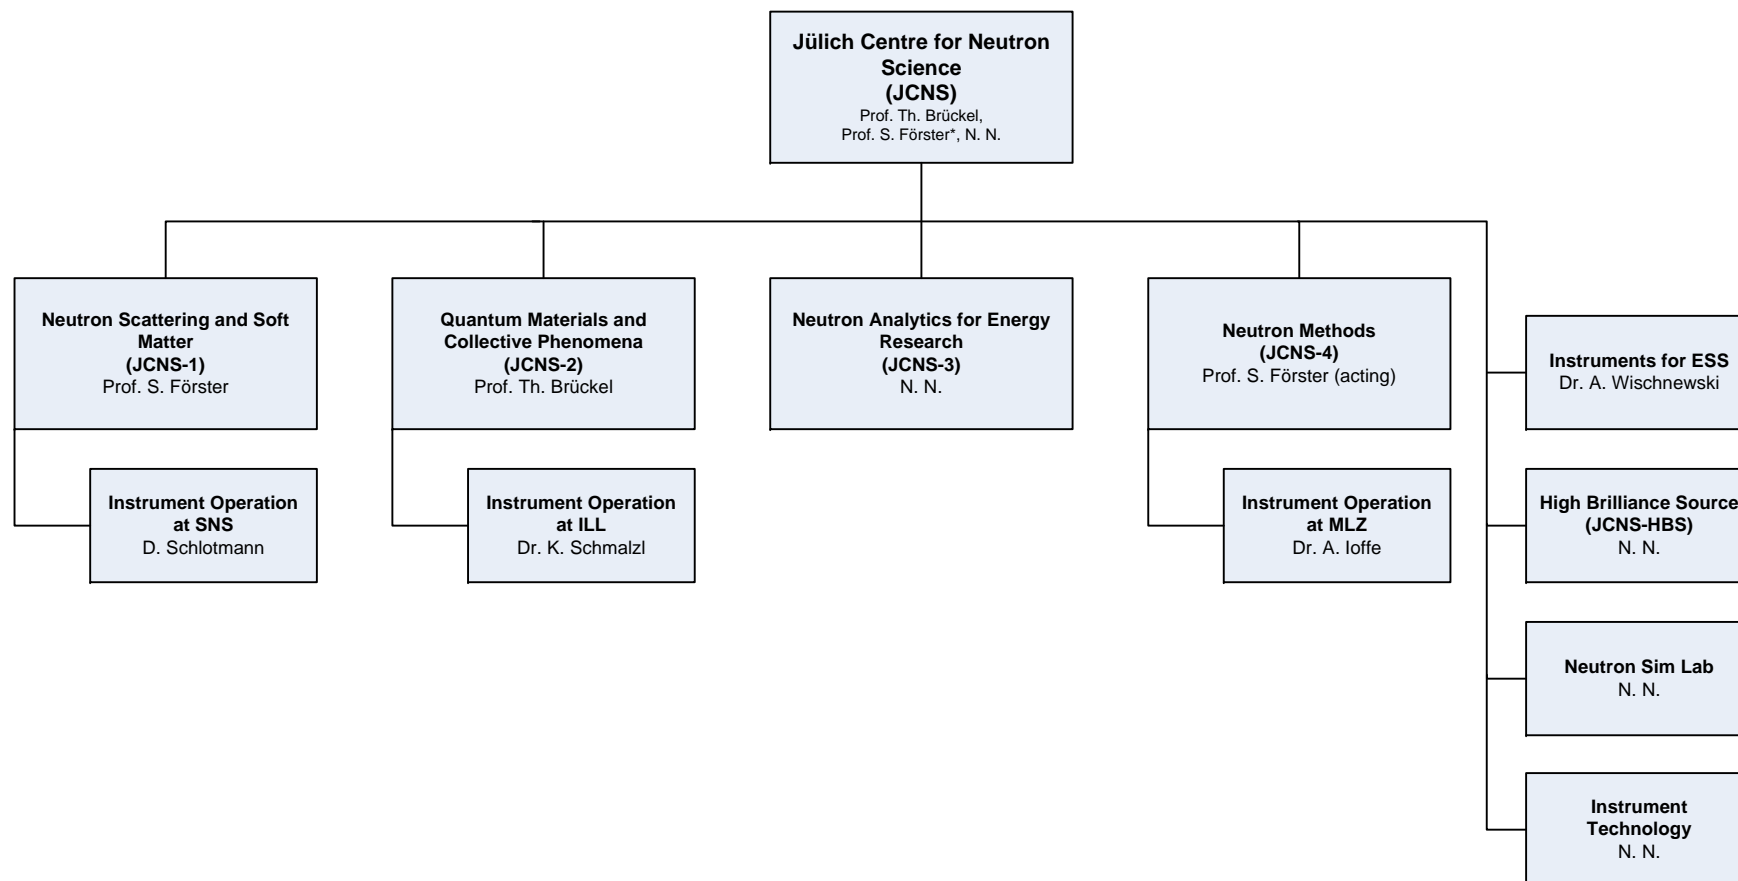 Jülich Centre for Neutron
Science
(JCNS)
Prof. Th. Brückel,
Prof. S. Förster*, N. N.
Neutron Scattering and Soft
Matter
(JCNS-1)
Prof. S. Förster
Quantum Materials and
Collective Phenomena
(JCNS-2)
Prof. Th. Brückel
Neutron Analytics for Energy
Research
(JCNS-3)
N. N.
Neutron Methods
(JCNS-4)
Prof. S. Förster (acting)
Instruments for ESS
Dr. A. Wischnewski
Instrument Operation
at SNS
D. Schlotmann
Instrument Operation
at ILL
Dr. K. Schmalzl
Instrument Operation
at MLZ
Dr. A. Ioffe
High Brilliance Source
(JCNS-HBS)
N. N.
Neutron Sim Lab
N. N.
Instrument
Technology
N. N.